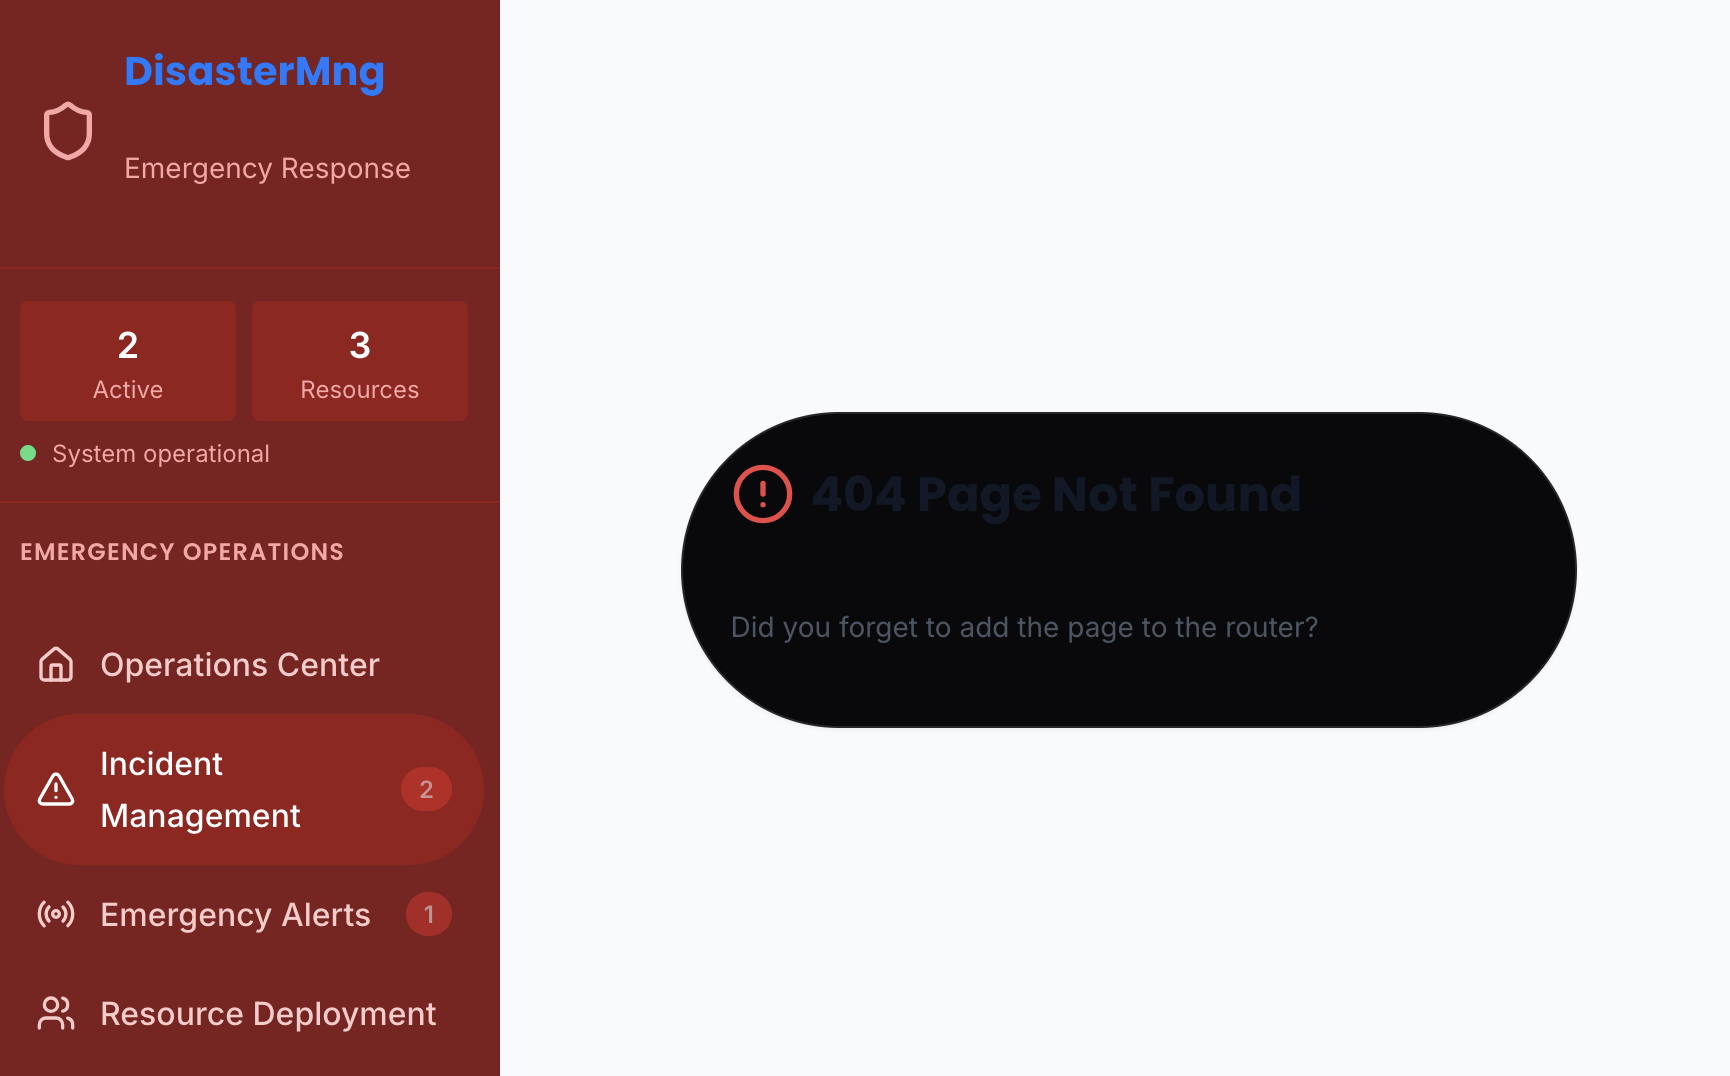 DisasterMng
Emergency Response
2
Active
3
Resources
System operational
EMERGENCY OPERATIONS
Operations Center
Incident
Management
2
Emergency Alerts
1
Resource Deployment
404 Page Not Found
Did you forget to add the page to the router?